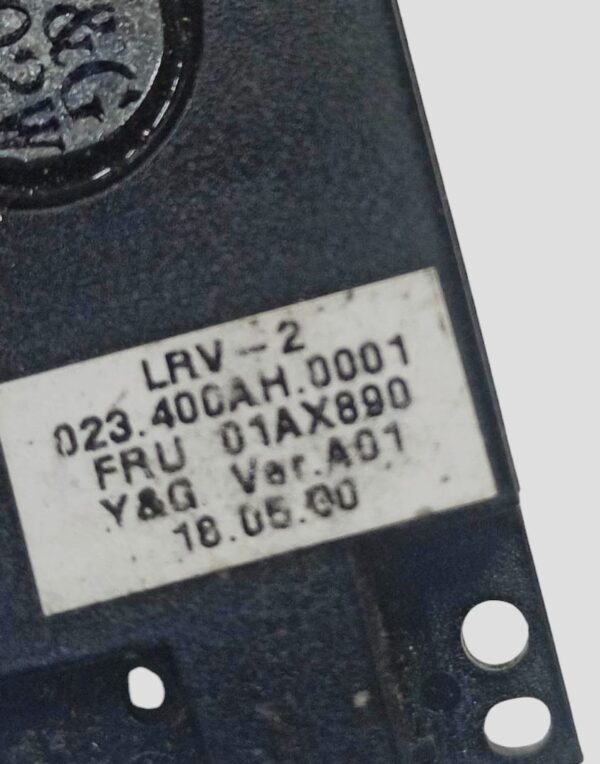 &G
LRV-2
023.400AH.0001
FRU 01AX890
Y&G Ver.A01
18.05.00